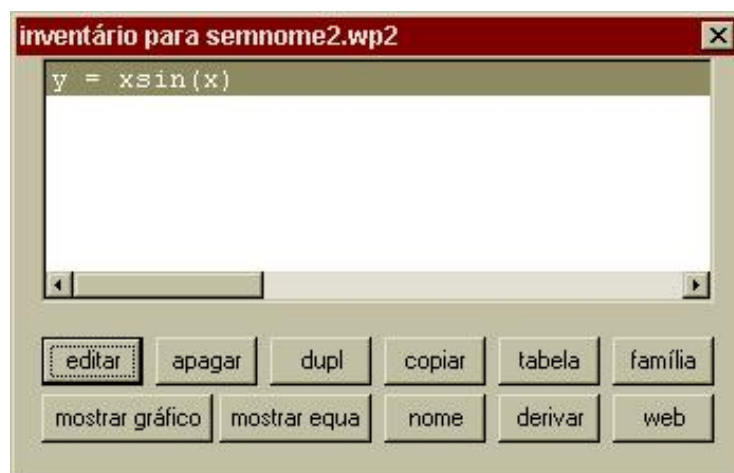 inventário para semnome2.wp2
y = xsin(x)
editar apagar dupl copiar tabela família
mostrar gráfico mostrar equa nome derivar web